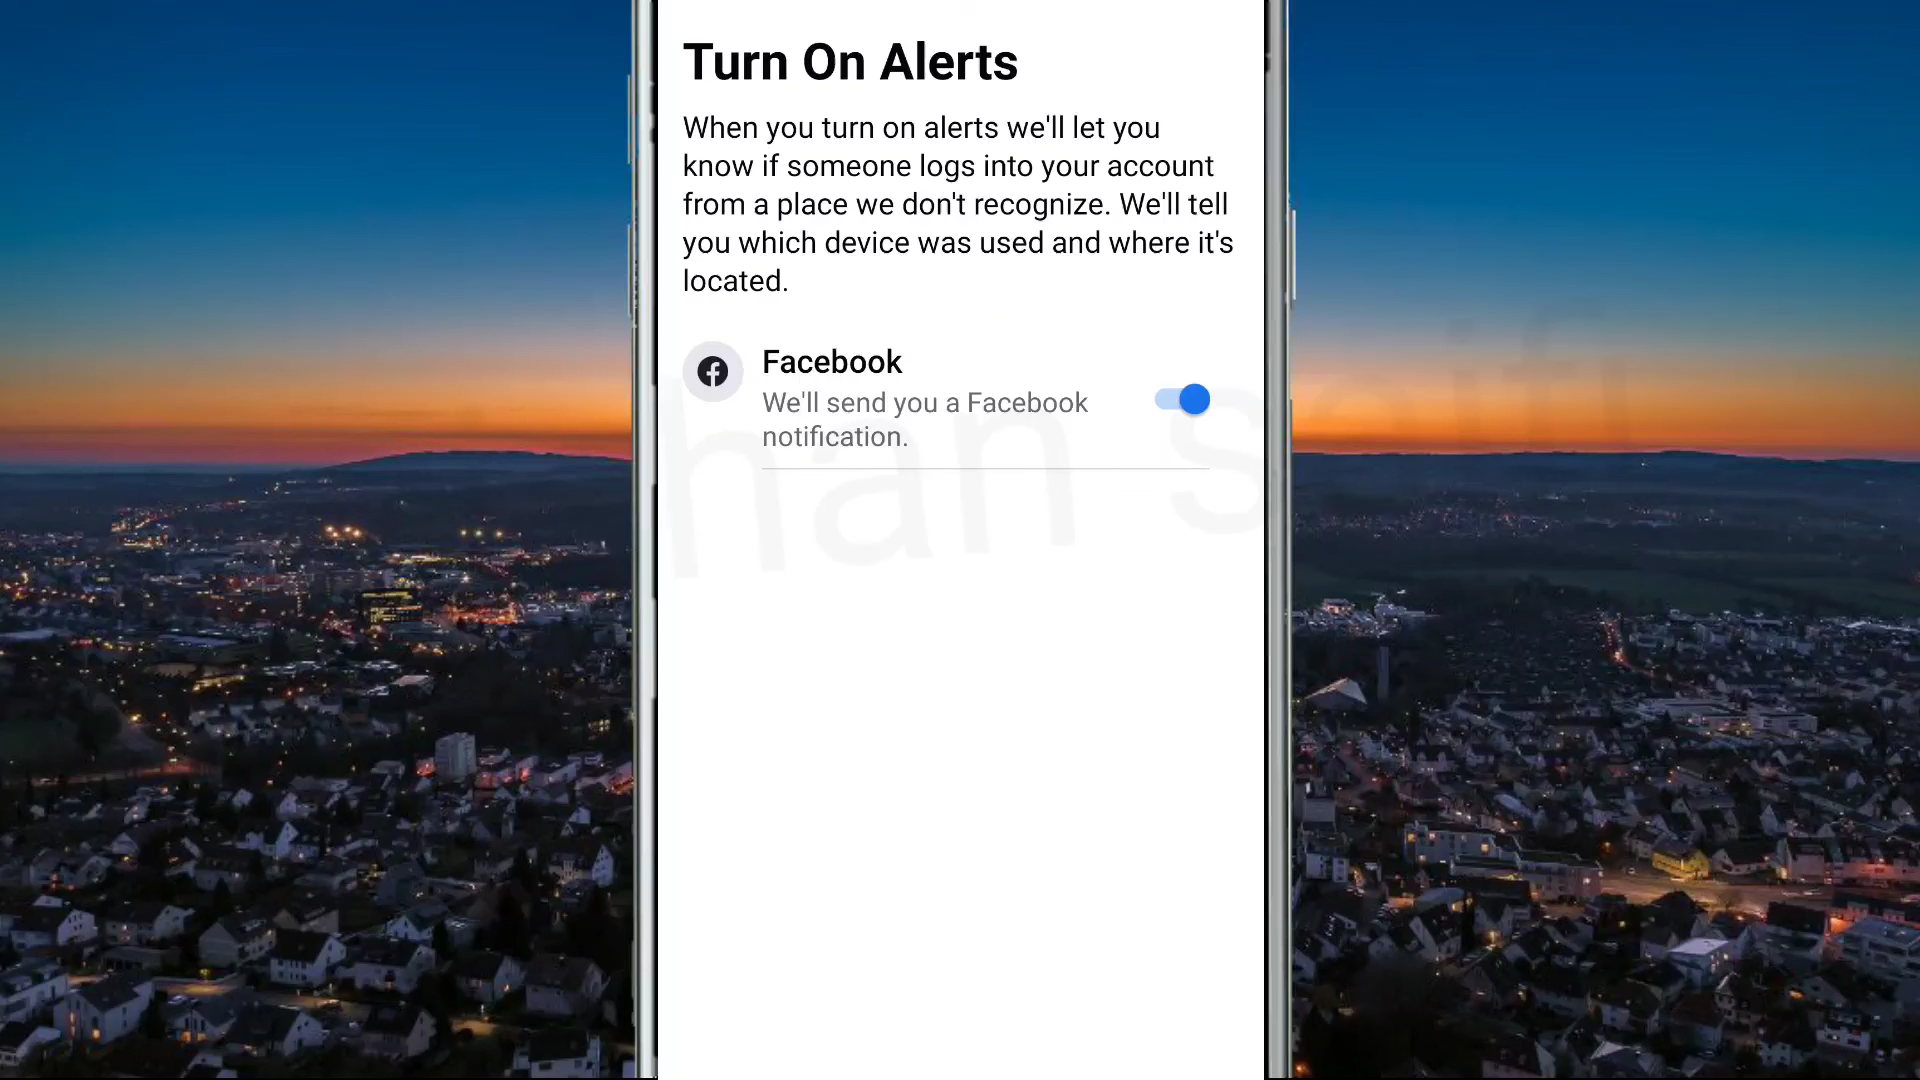 Turn On Alerts
When you turn on alerts we'll let you
know if someone logs into your account
from a place we don't recognize. We'll tell
you which device was used and where it's
located.
Facebook
We'll send you a Facebook
notification.